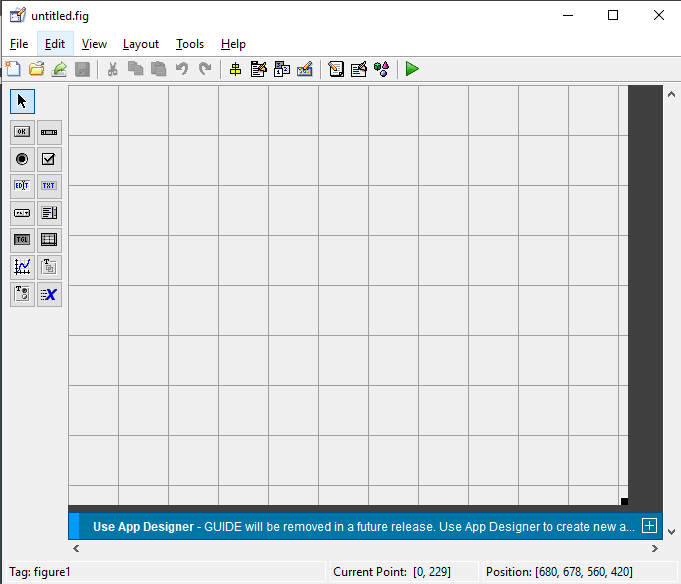 untitled.fig
File Edit View Layout Tools Help
OK
EDIT TXT
TGL
Use App Designer - GUIDE will be removed in a future release. Use App Designer to create new a...
Tag: figure1 Current Point: [0, 229] Position: [680, 678, 560, 420]